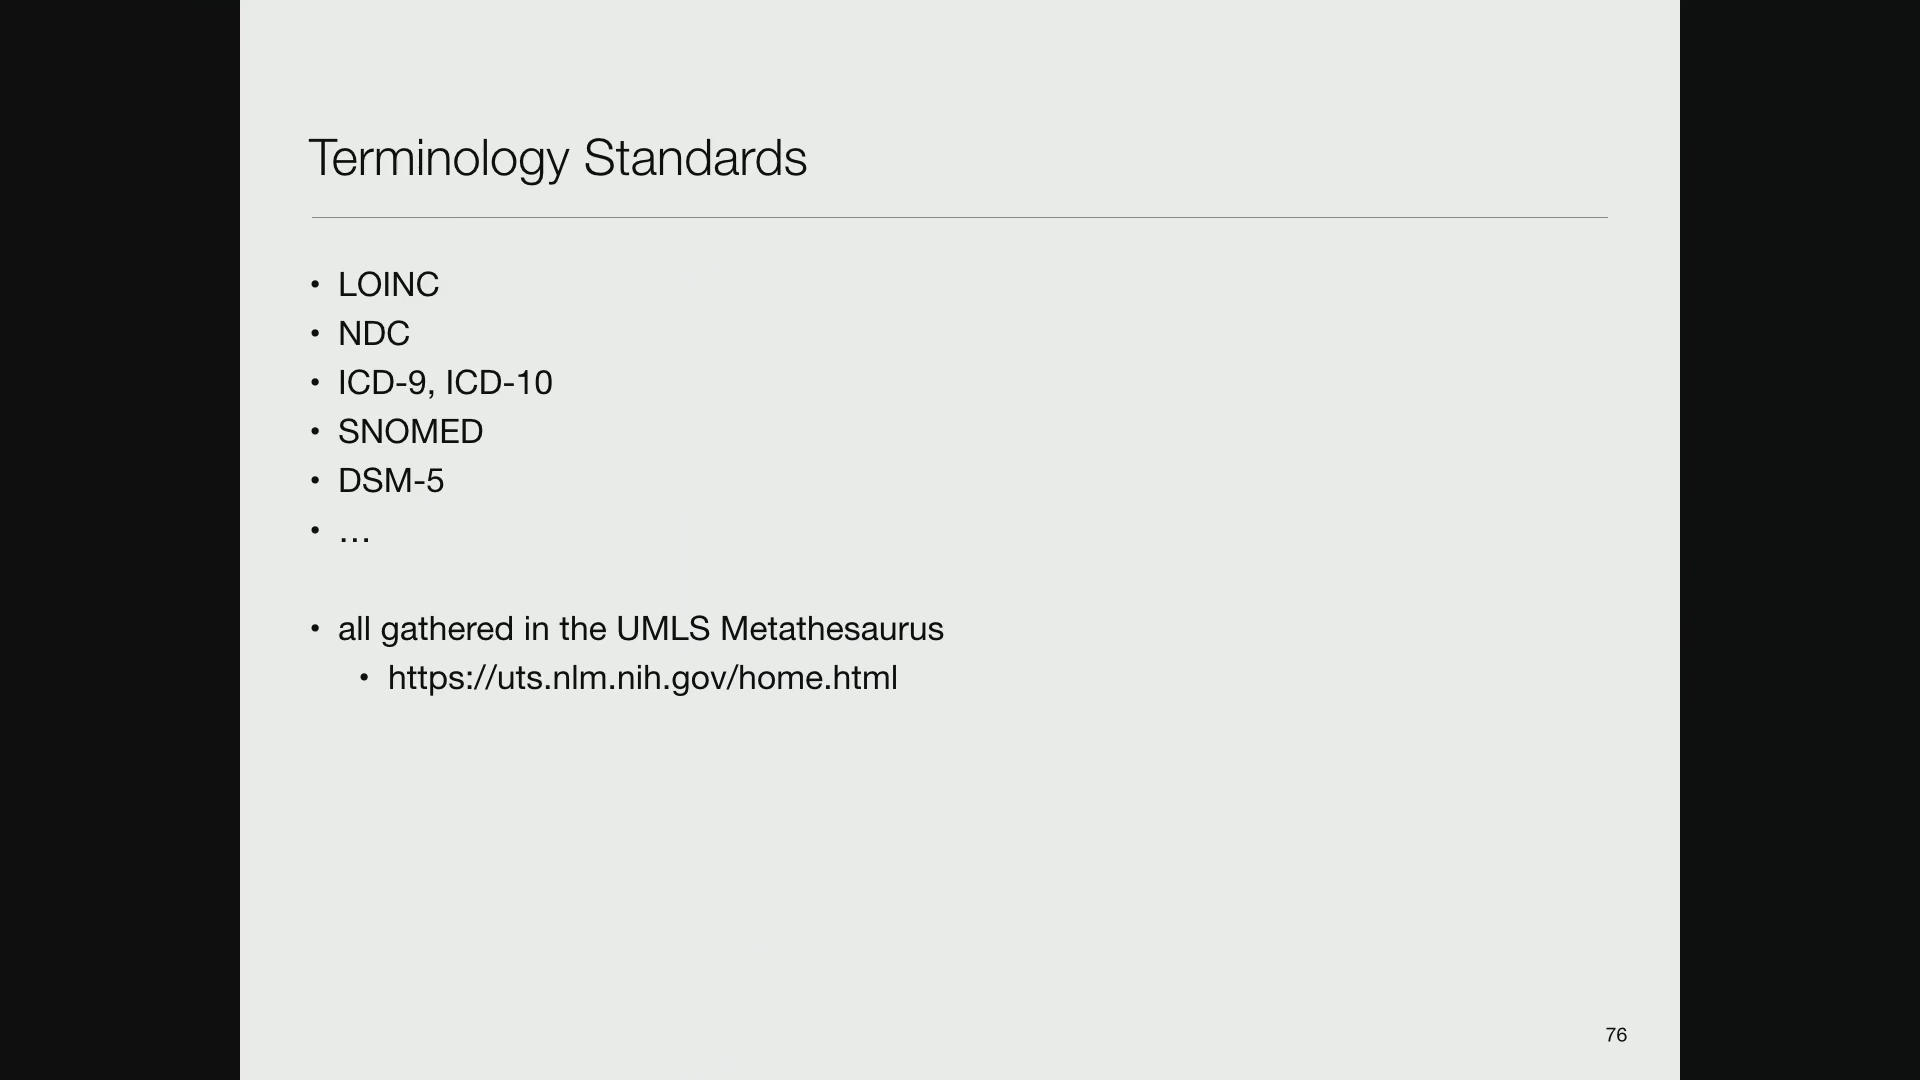 Terminology Standards
• LOINC
• NDC
• ICD-9, ICD-10
• SNOMED
• DSM-5
• …
• all gathered in the UMLS Metathesaurus
• https://uts.nlm.nih.gov/home.html
76